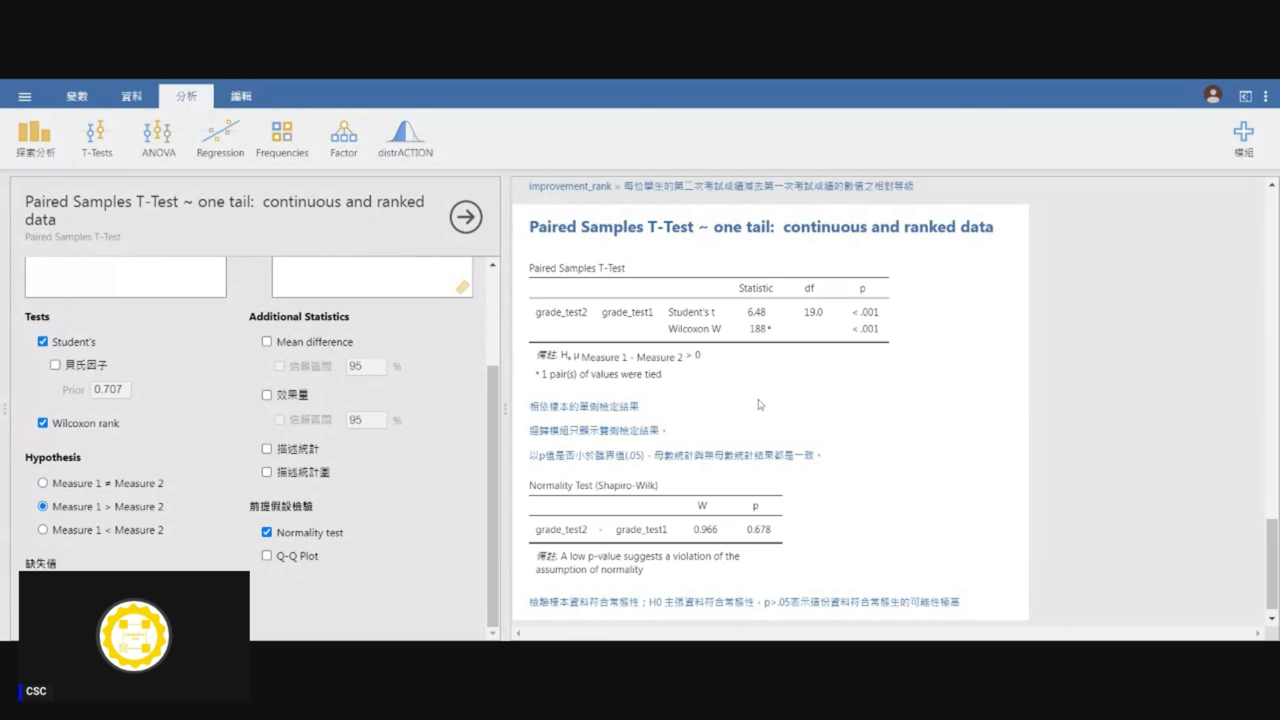 變數 資料 分析 編輯
探索分析 T-Tests ANOVA Regression Frequencies Factor distrACTION 模組
Paired Samples T-Test ~ one tail: continuous and ranked
data
Paired Samples T-Test
Tests
Student's
貝氏因子
Prior 0.707
Wilcoxon rank
Hypothesis
Measure 1 ≠ Measure 2
Measure 1 > Measure 2
Measure 1 < Measure 2
缺失值
Additional Statistics
Mean difference
信賴區間 95 %
效果量
信賴區間 95 %
描述統計
描述統計圖
前提假設檢驗
Normality test
Q-Q Plot
CSC
improvement_rank = 每位學生的第二次考試成績減去第一次考試成績的數值之相對等級
Paired Samples T-Test ~ one tail: continuous and ranked data
Paired Samples T-Test
Statistic df p
grade_test2 grade_test1 Student's t 6.48 19.0 < .001
Wilcoxon W 188 ᵃ < .001
備註. Hₐ μ Measure 1 - Measure 2 > 0
ᵃ 1 pair(s) of values were tied
相依樣本的單側檢定結果
迴歸模組只顯示雙側檢定結果。
以p值是否小於臨界值(.05)，母數統計與無母數統計結果都是一致。
Normality Test (Shapiro-Wilk)
W p
grade_test2 - grade_test1 0.966 0.678
備註. A low p-value suggests a violation of the
assumption of normality
檢驗樣本資料符合常態性；H0 主張資料符合常態性，p>.05表示這份資料符合常態生的可能性極高